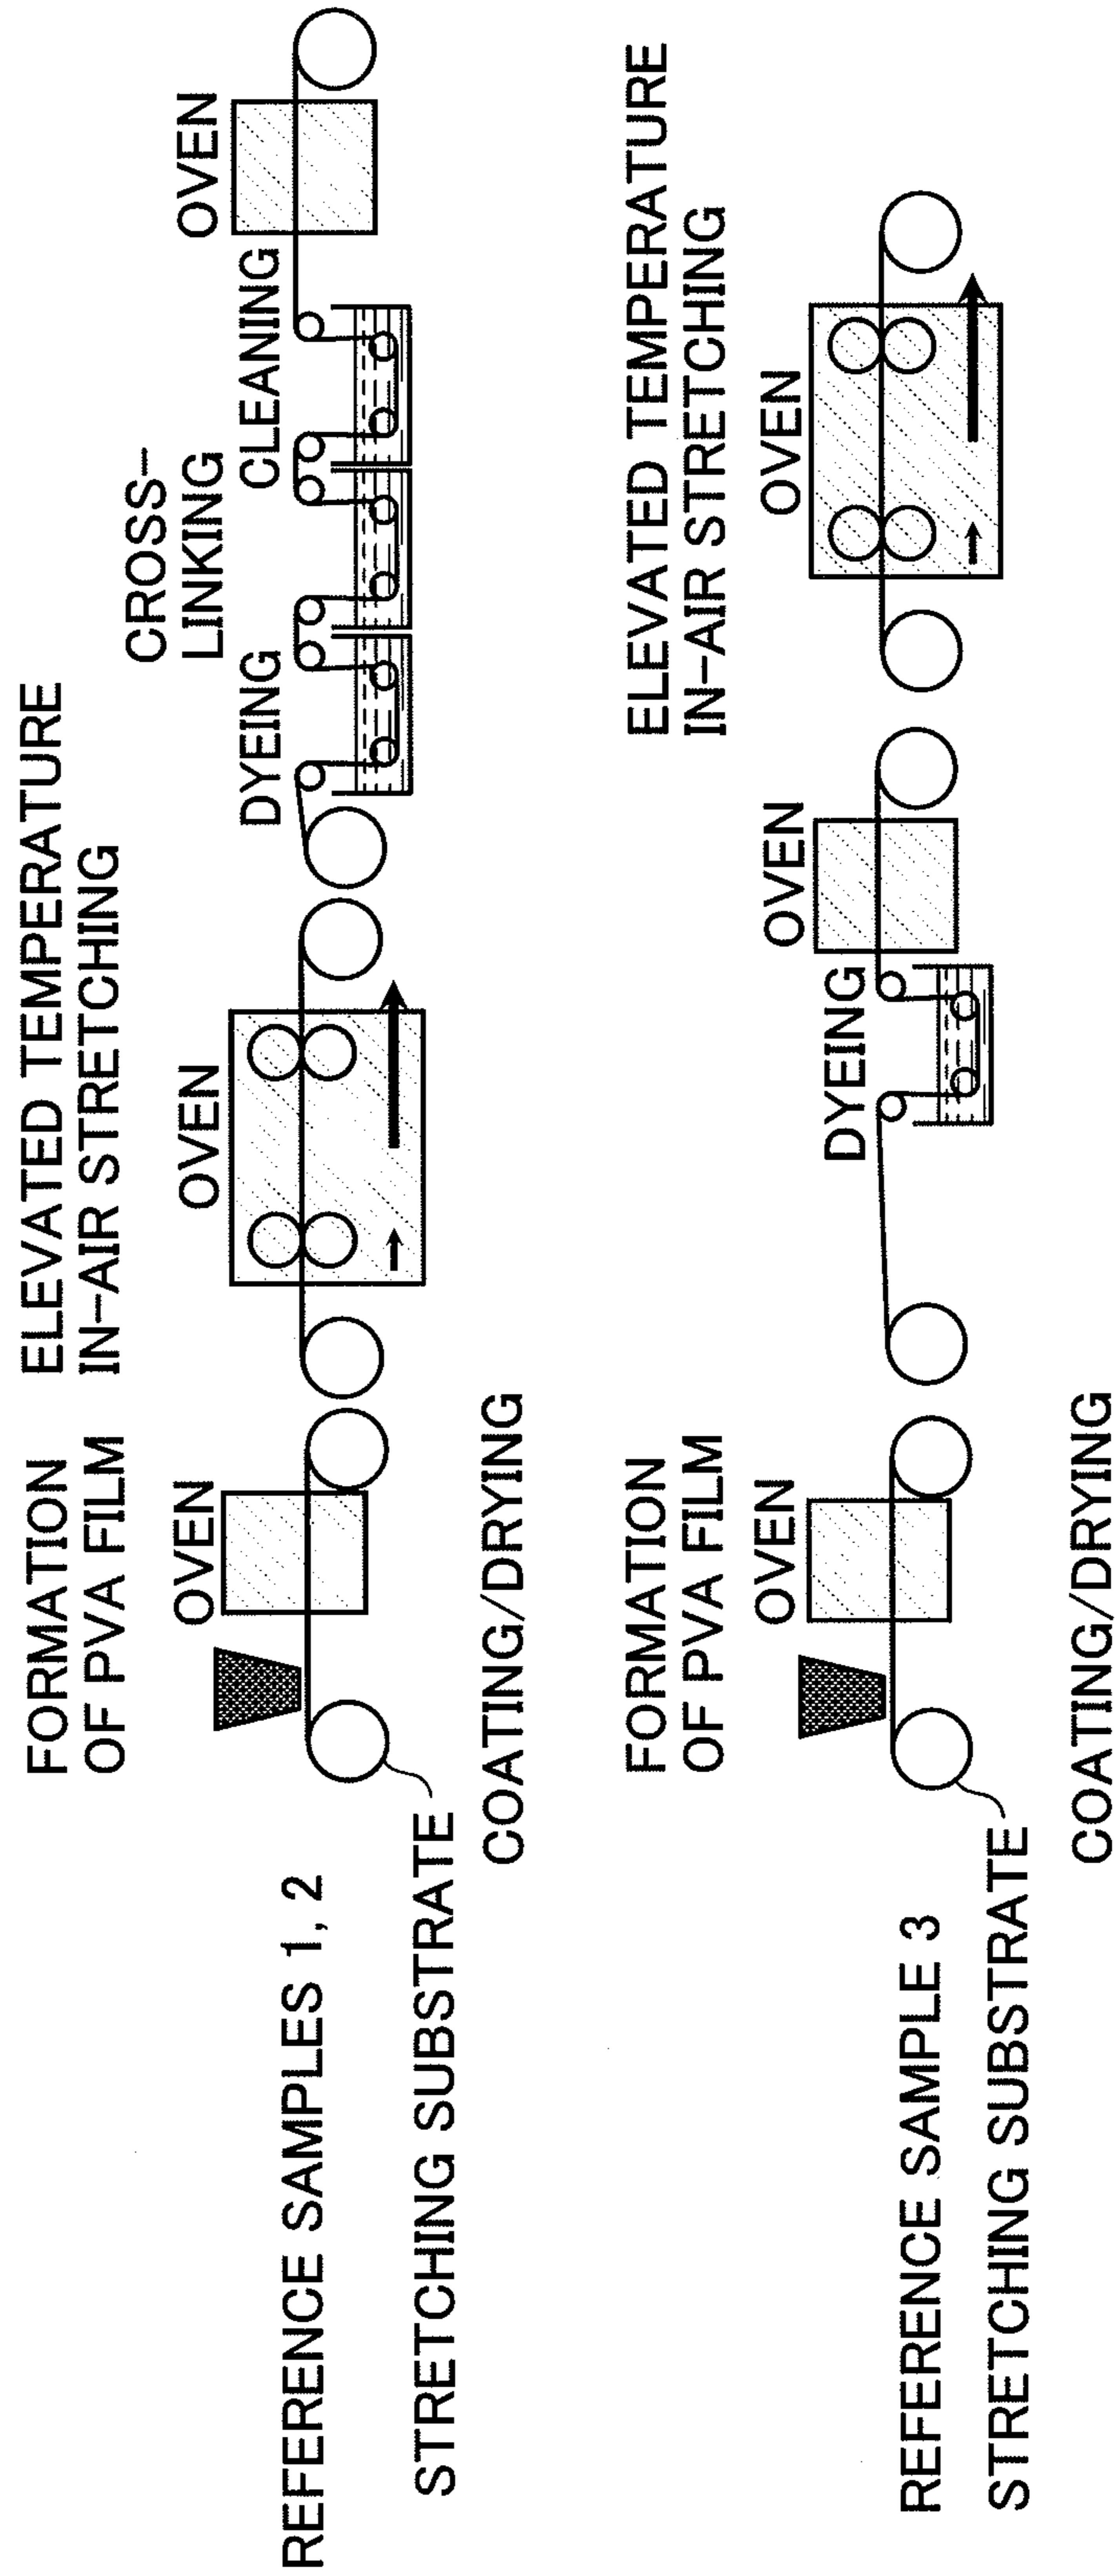 FORMATION
OF PVA FILM
ELEVATED TEMPERATURE
IN-AIR STRETCHING
CROSS-
LINKING
OVEN
OVEN
DYEING
CLEANING
OVEN
REFERENCE SAMPLES 1, 2
STRETCHING SUBSTRATE
COATING/DRYING
FORMATION
OF PVA FILM
ELEVATED TEMPERATURE
IN-AIR STRETCHING
OVEN
DYEING
OVEN
OVEN
REFERENCE SAMPLE 3
STRETCHING SUBSTRATE
COATING/DRYING